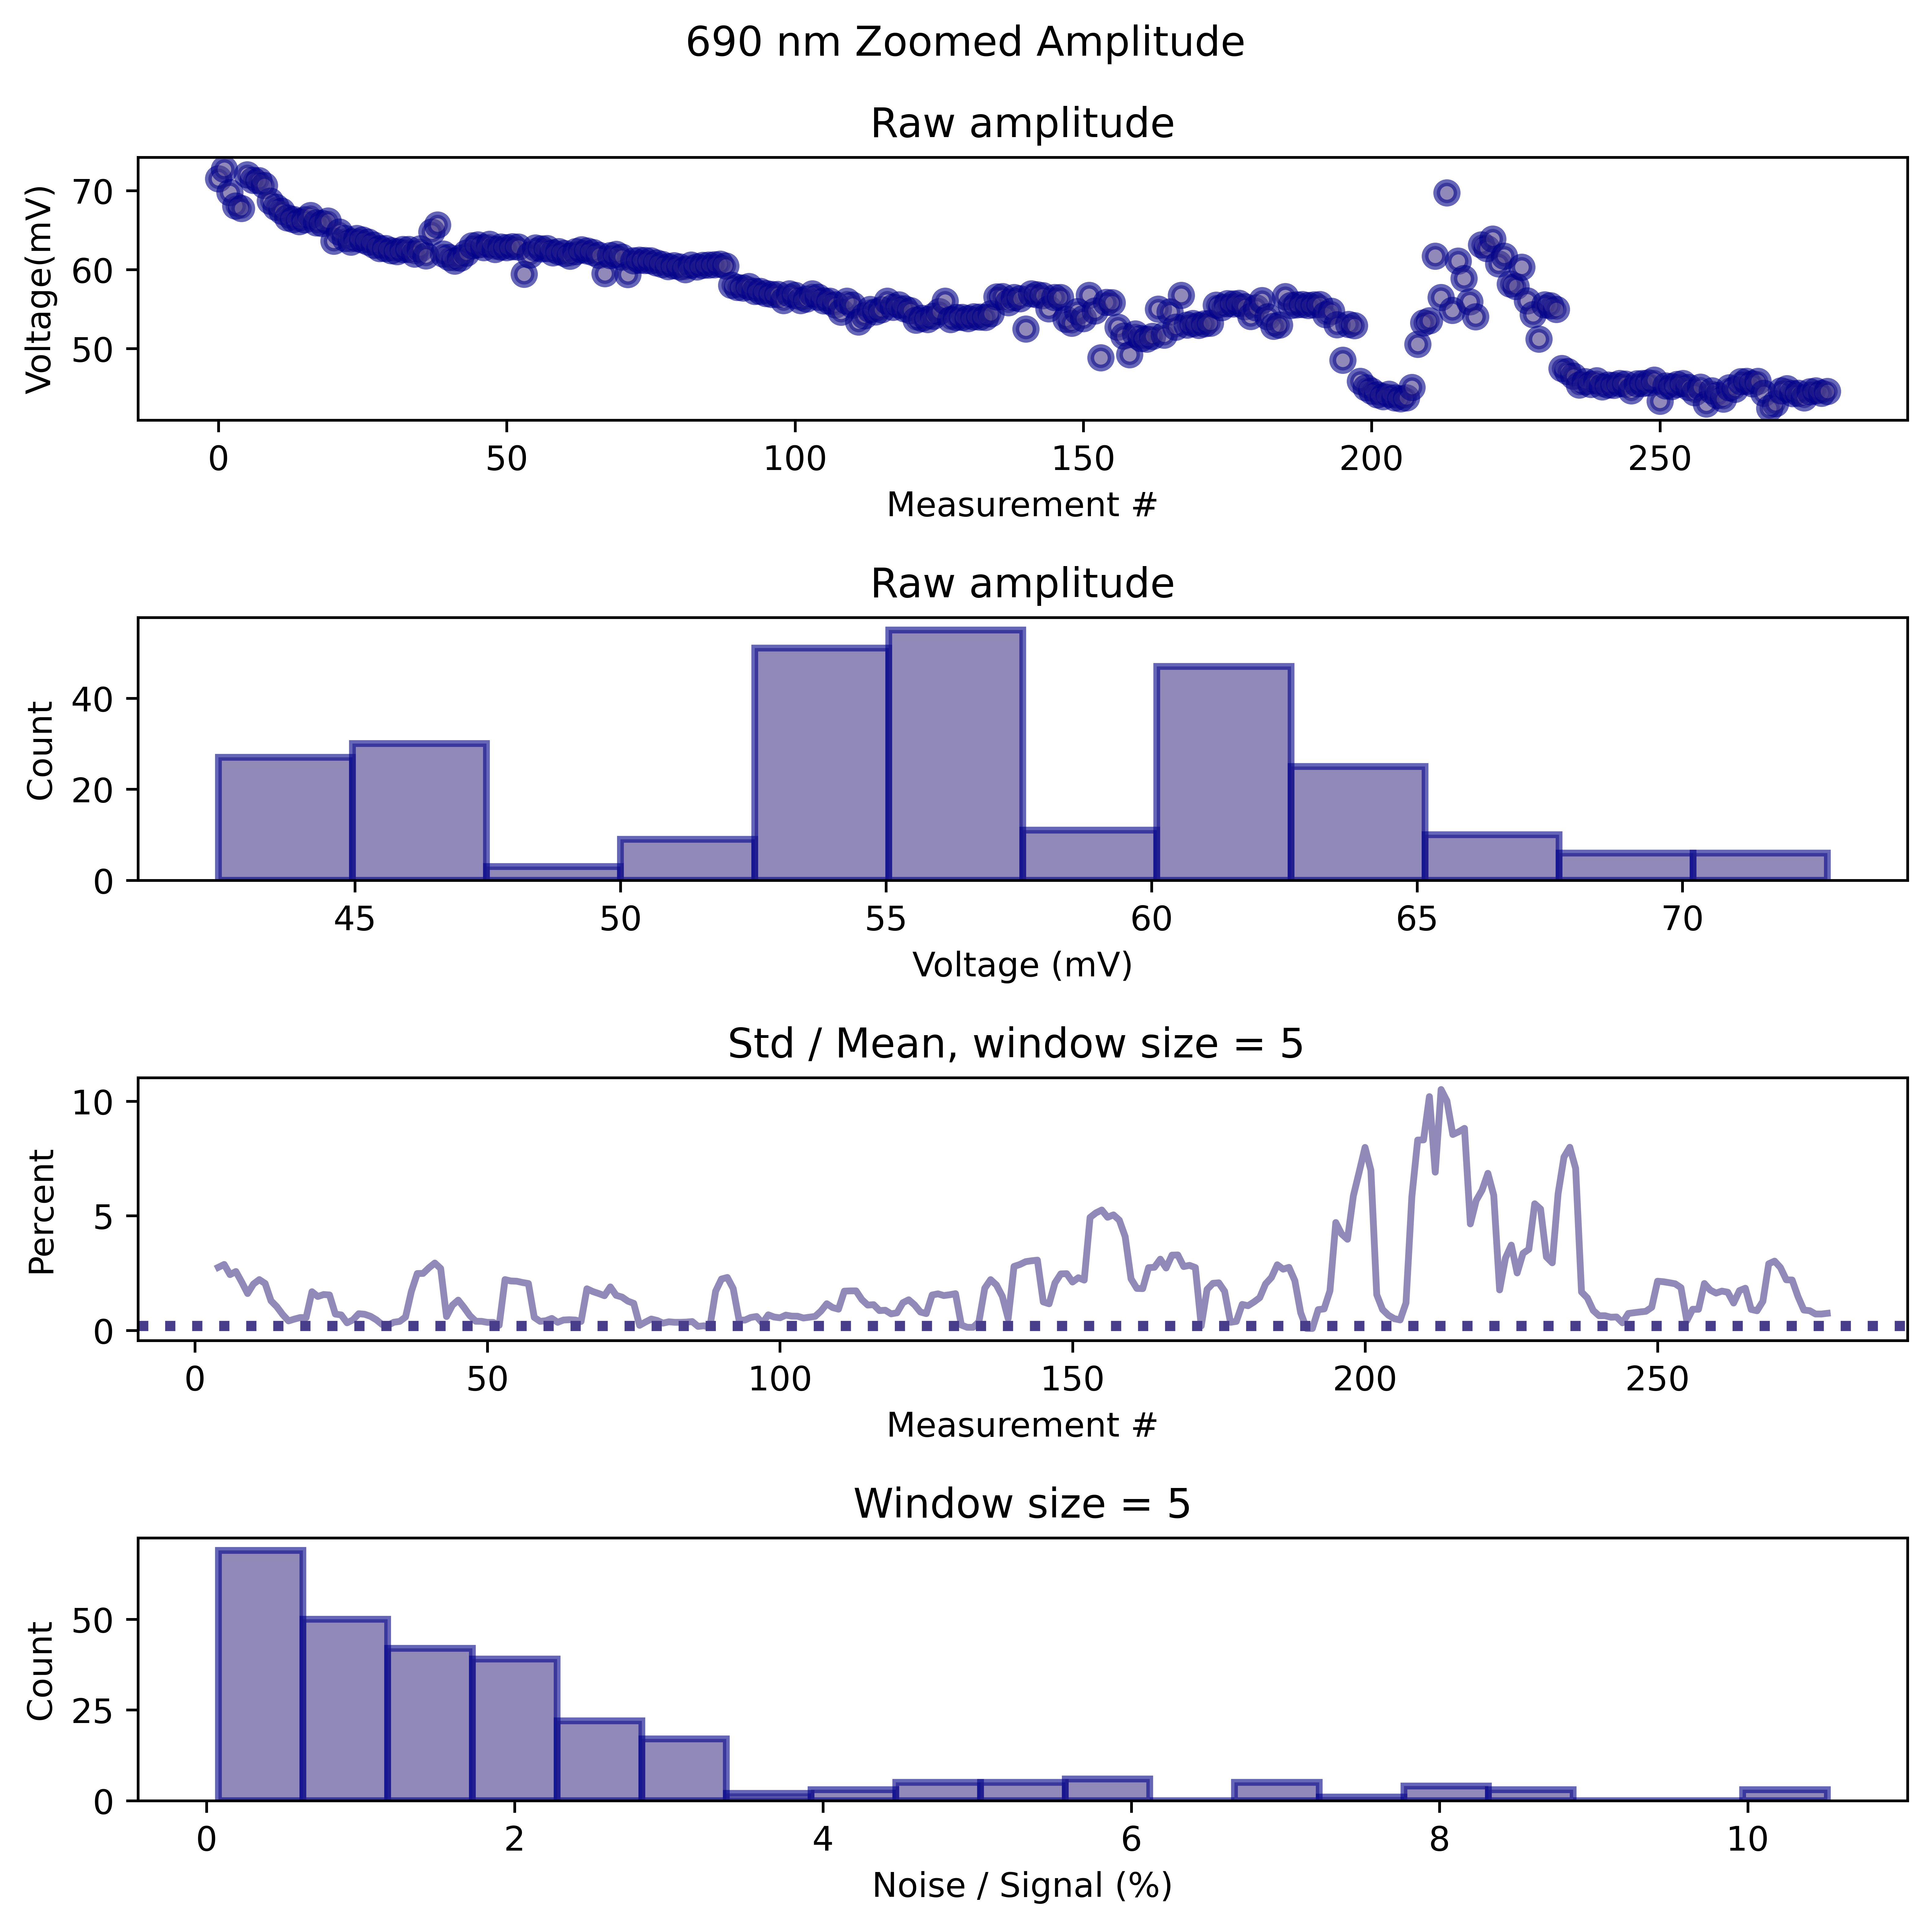 690 nm Zoomed Amplitude
Raw amplitude
Voltage(mV)
70
60
50
0 50 100 150 200 250
Measurement #
Raw amplitude
Count
40
20
0
45 50 55 60 65 70
Voltage (mV)
Std / Mean, window size = 5
Percent
10
5
0
0 50 100 150 200 250
Measurement #
Window size = 5
Count
50
25
0
0 2 4 6 8 10
Noise / Signal (%)